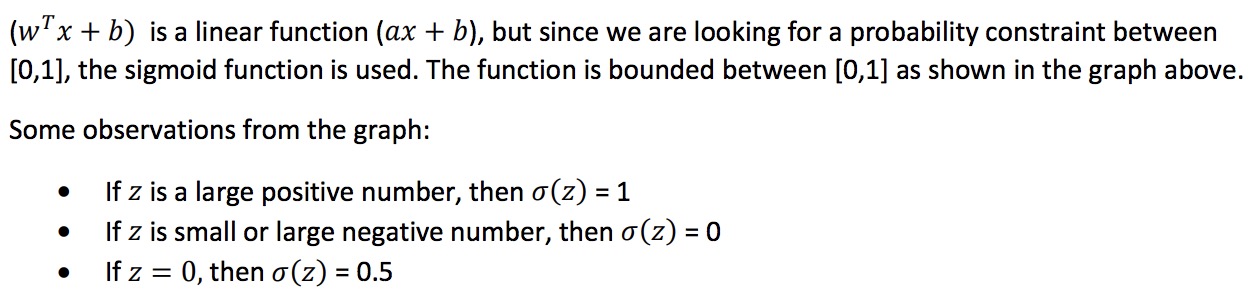 (wᵀx + b) is a linear function (ax + b), but since we are looking for a probability constraint between
[0,1], the sigmoid function is used. The function is bounded between [0,1] as shown in the graph above.
Some observations from the graph:
• If z is a large positive number, then σ(z) = 1
• If z is small or large negative number, then σ(z) = 0
• If z = 0, then σ(z) = 0.5